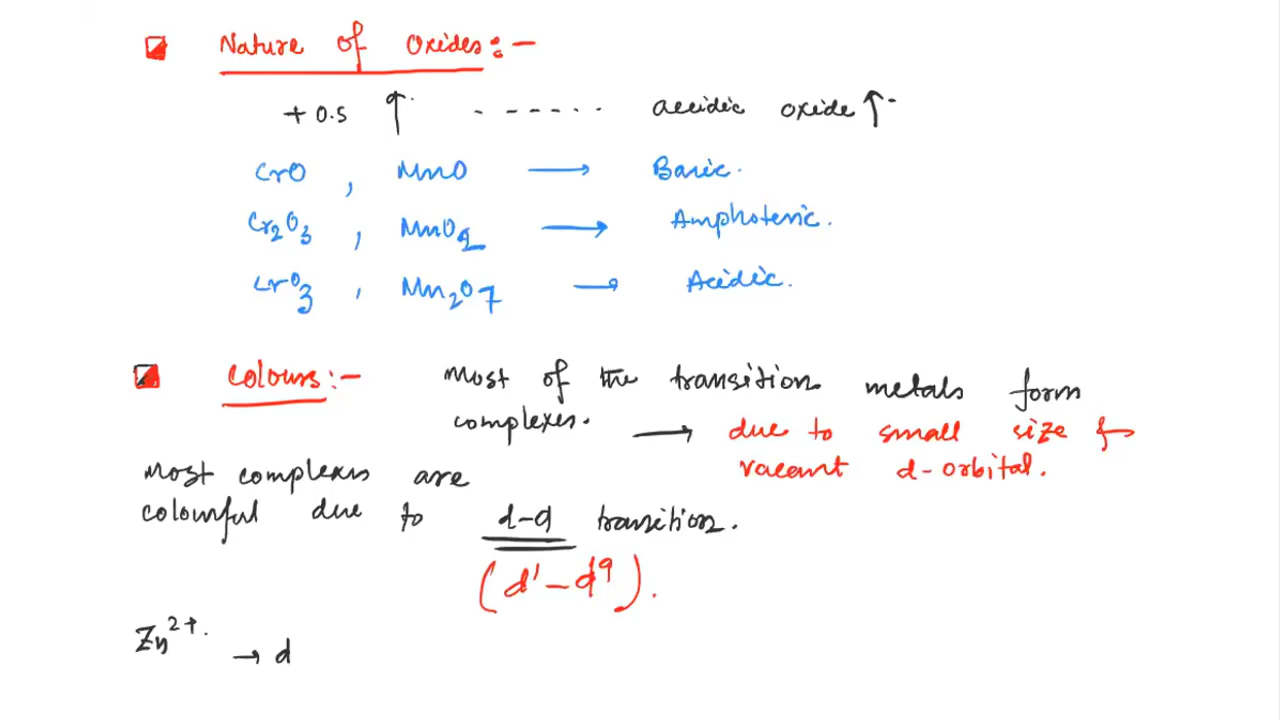 Nature of Oxides:-
+ O.S ↑ ------ accidic oxide ↑
CrO , MnO → Basic.
Cr₂O₃ , MnO₂ → Amphoteric.
CrO₃ , Mn₂O₇ → Acidic.
Colours:- Most of the transition metals form
complexes. → due to small size &
vacant d-orbital.
Most complexes are
colourful due to d-d transition.
(d¹-d⁹).
Zn²⁺. → d